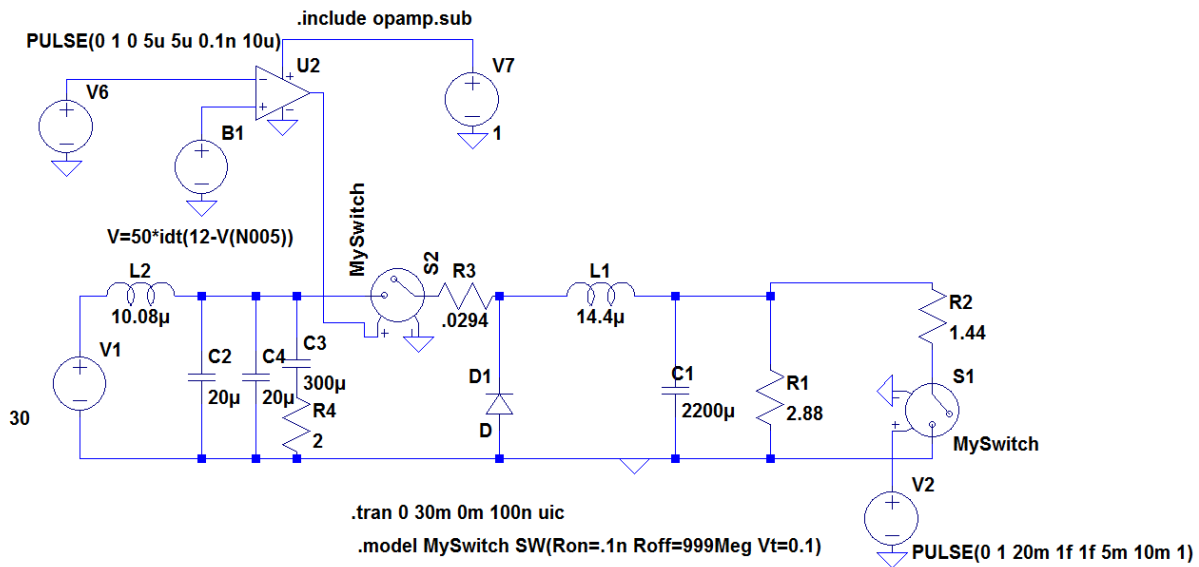 .include opamp.sub
PULSE(0 1 0 5u 5u 0.1n 10u)
U2
V7
V6
B1
1
V=50*idt(12-V(N005))
MySwitch
S2
L2
R3
L1
R2
10.08µ
.0294
14.4µ
1.44
V1
C2
C4
C3
300µ
20µ
20µ
R4
2
D1
D
C1
2200µ
R1
2.88
S1
MySwitch
30
V2
.tran 0 30m 0m 100n uic
.model MySwitch SW(Ron=.1n Roff=999Meg Vt=0.1)
PULSE(0 1 20m 1f 1f 5m 10m 1)